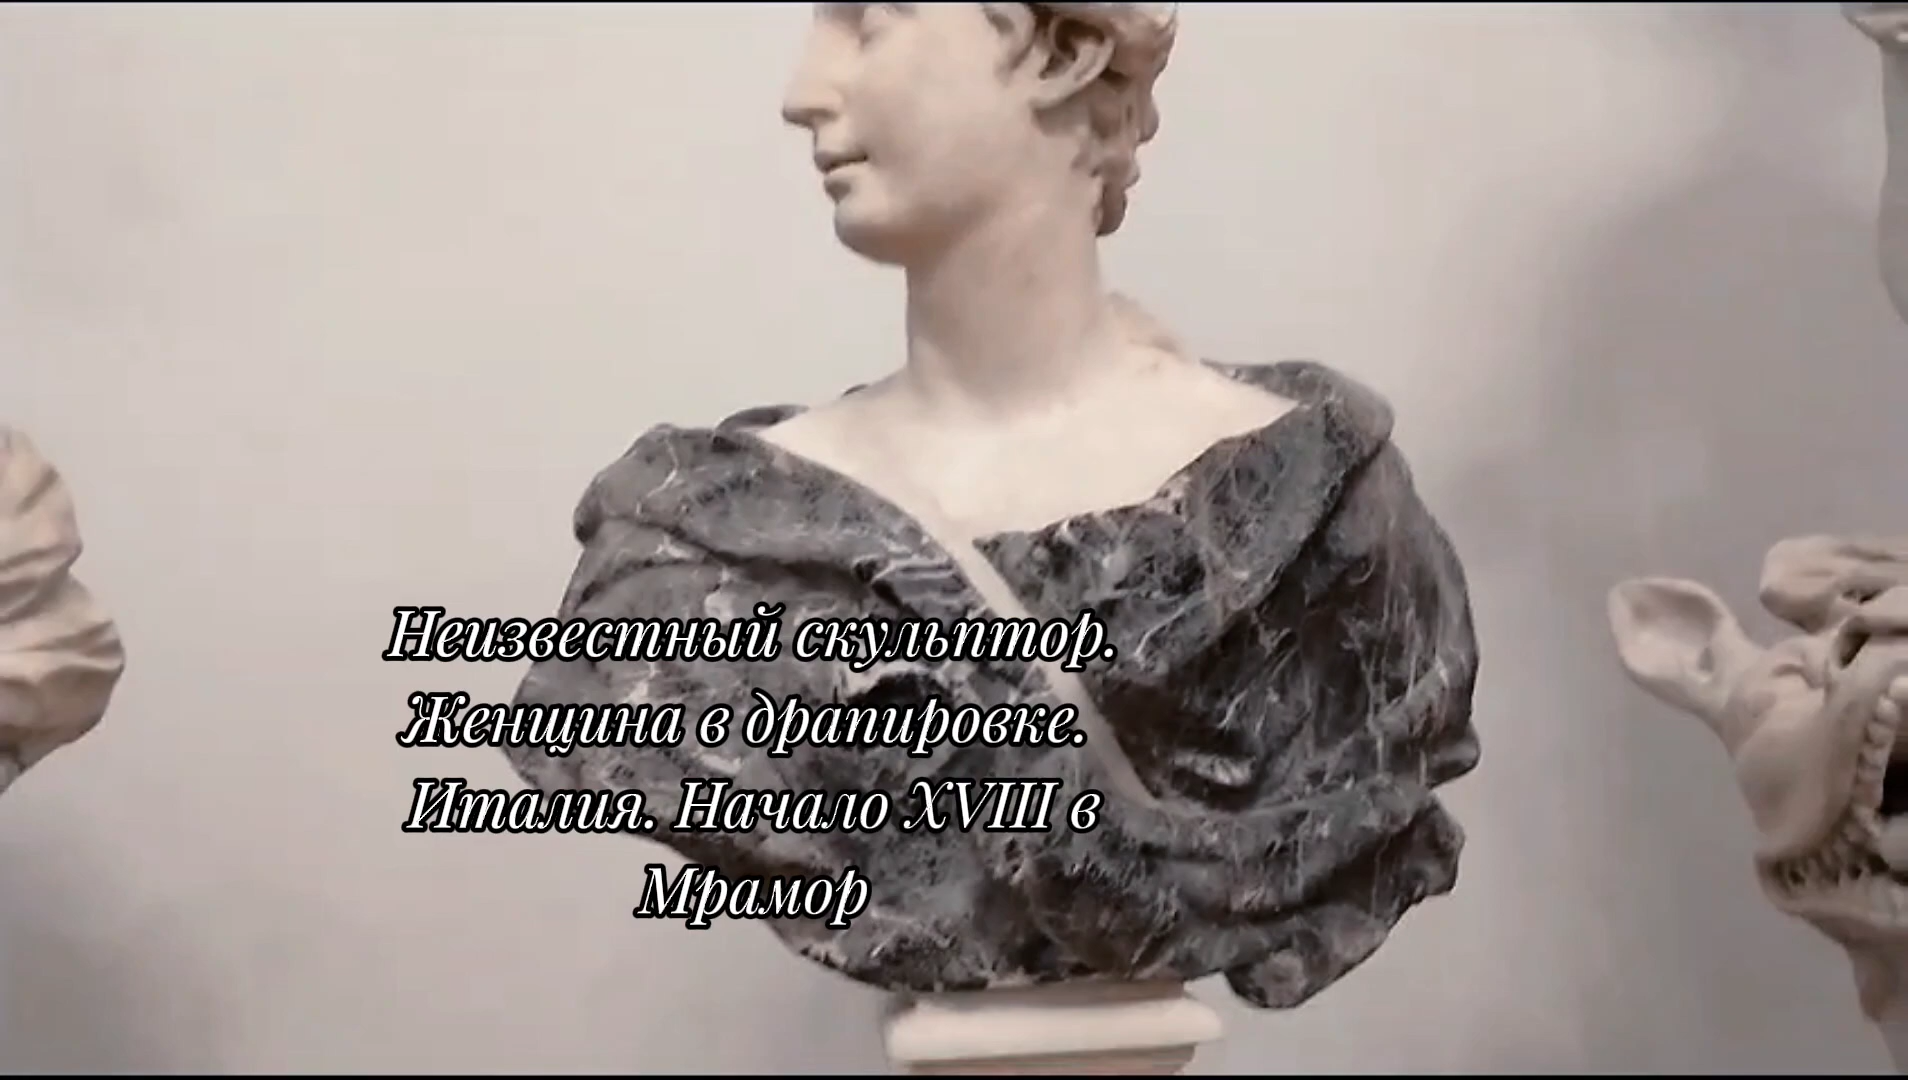 Неизвестный скульптор.
Женщина в драпировке.
Италия. Начало XVIII в
Мрамор